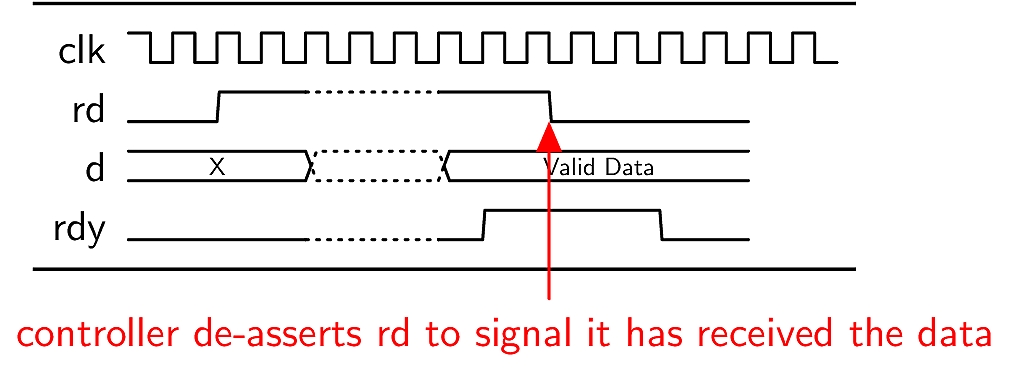 clk
rd
d X Valid Data
rdy
controller de-asserts rd to signal it has received the data